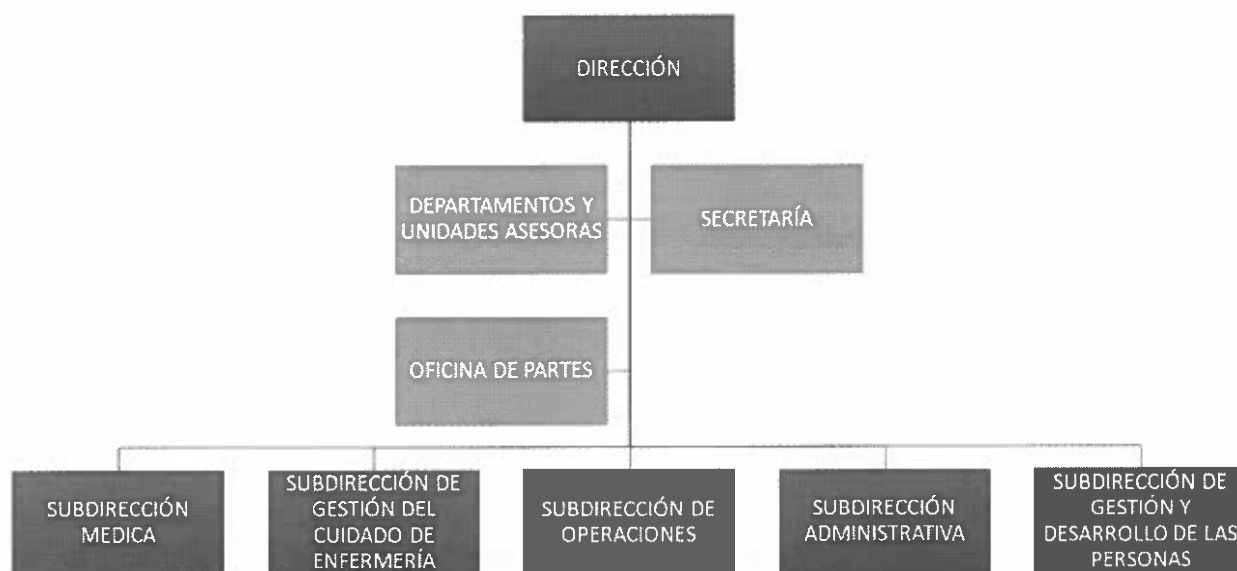 DIRECCIÓN
DEPARTAMENTOS Y
UNIDADES ASESORAS
SECRETARÍA
OFICINA DE PARTES
SUBDIRECCIÓN
MEDICA
SUBDIRECCIÓN DE
GESTIÓN DEL
CUIDADO DE
ENFERMERÍA
SUBDIRECCIÓN DE
OPERACIONES
SUBDIRECCIÓN
ADMINISTRATIVA
SUBDIRECCIÓN DE
GESTIÓN Y
DESARROLLO DE LAS
PERSONAS